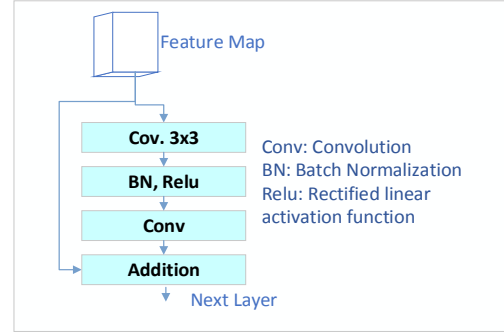 Feature Map
Cov. 3x3
BN, Relu
Conv
Addition
Next Layer
Conv: Convolution
BN: Batch Normalization
Relu: Rectified linear
activation function